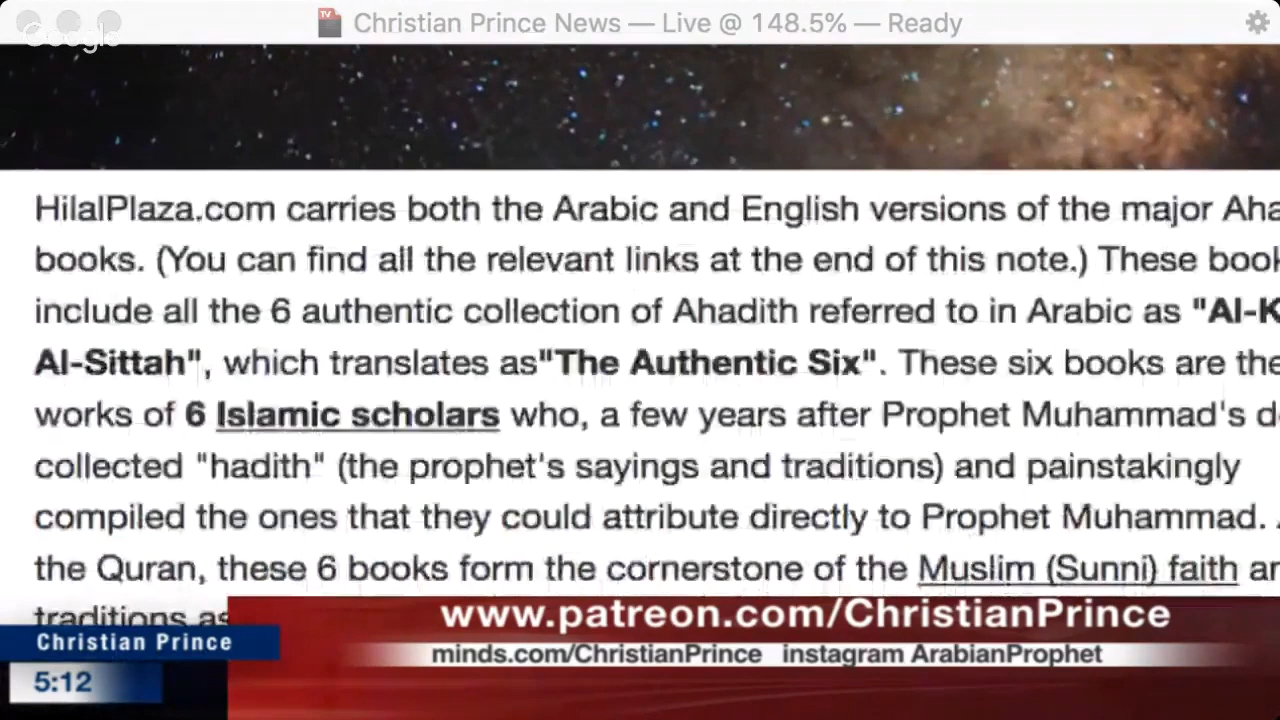 Google
TV
Christian Prince News — Live @ 148.5% — Ready
HilalPlaza.com carries both the Arabic and English versions of the major
books. (You can find all the relevant links at the end of this note.) These
include all the 6 authentic collection of Ahadith referred to in Arabic as
Al-Sittah", which translates as"The Authentic Six". These six books are
works of 6 Islamic scholars who, a few years after Prophet Muhammad's
collected "hadith" (the prophet's sayings and traditions) and painstakingly
compiled the ones that they could attribute directly to Prophet Muhammad.
the Quran, these 6 books form the cornerstone of the Muslim (Sunni) faith
traditions as
www.patreon.com/ChristianPrince
Christian Prince
minds.com/ChristianPrince instagram ArabianProphet
5:12